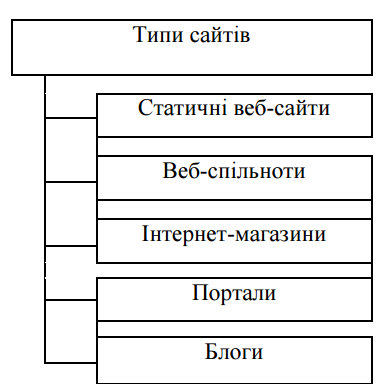 Типи сайтів
Статичні веб-сайти
Веб-спільноти
Інтернет-магазини
Портали
Блоги